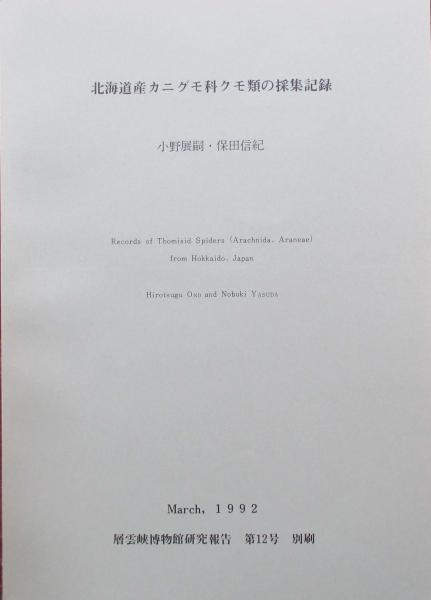 北海道産カニグモ科クモ類の採集記録
小野展嗣・保田信紀
Records of Thomisid Spiders (Arachnida, Araneae)
from Hokkaido, Japan
Hirotsugu ONO and Nobuki YASUDA
March, 1992
層雲峡博物館研究報告 第12号 別刷